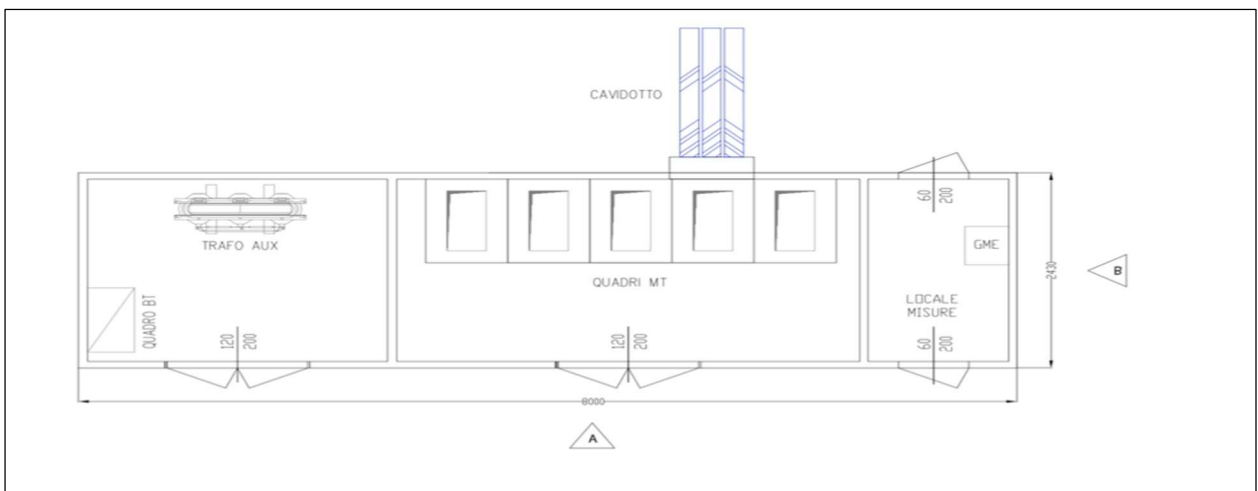 CAVIDOTTO
60
200
TRAFO AUX
GME
QUADRI MT
2430
B
QUADRO BT
LOCALE
MISURE
120
200
120
200
60
200
8000
A